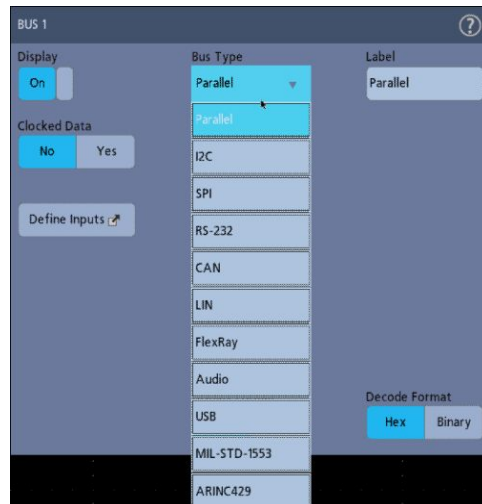 BUS 1
?
Display
On
Clocked Data
No Yes
Define Inputs
Bus Type
Parallel
Parallel
I2C
SPI
RS-232
CAN
LIN
FlexRay
Audio
USB
MIL-STD-1553
ARINC429
Label
Parallel
Decode Format
Hex Binary